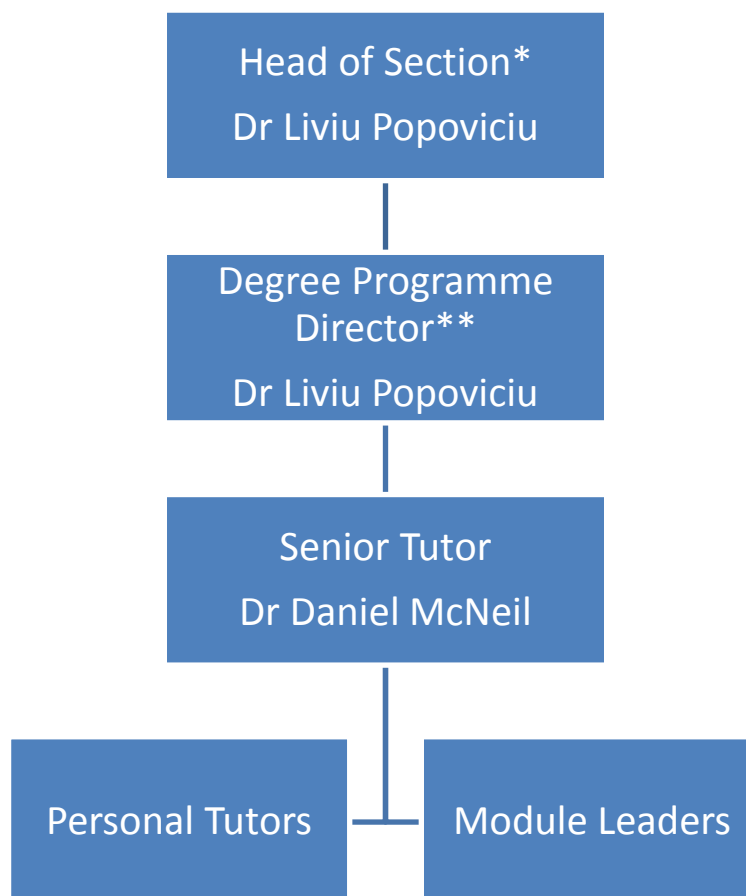 Head of Section*
Dr Liviu Popoviciu
Degree Programme
Director**
Dr Liviu Popoviciu
Senior Tutor
Dr Daniel McNeil
Personal Tutors
Module Leaders